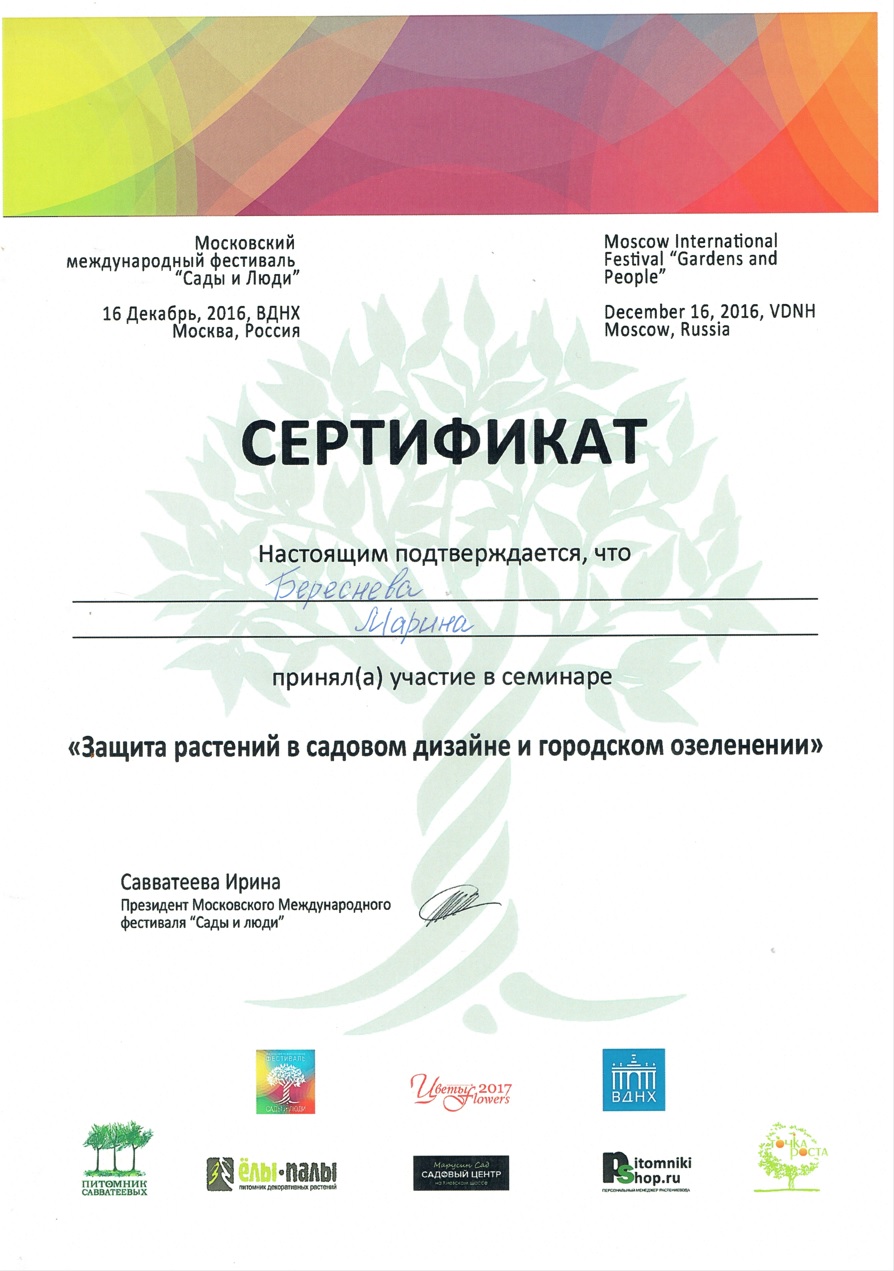 Московский
международный фестиваль
“Сады и Люди”
16 Декабрь, 2016, ВДНХ
Москва, Россия
Moscow International
Festival “Gardens and
People”
December 16, 2016, VDNH
Moscow, Russia
СЕРТИФИКАТ
Настоящим подтверждается, что
Береснева
Марина
принял(а) участие в семинаре
«Защита растений в садовом дизайне и городском озеленении»
Савватеева Ирина
Президент Московского Международного
фестиваля “Сады и люди”
ФЕСТИВАЛЬ
САДЫ И ЛЮДИ
Цветы 2017
Flowers
ВДНХ
ПИТОМНИК
САВВАТЕЕВЫХ
ЁЛЫ•ПАЛЫ
питомник декоративных растений
Марусин Сад
САДОВЫЙ ЦЕНТР
на Киевском шоссе
Pitomniki
Shop.ru
ПЕРСОНАЛЬНЫЙ МЕНЕДЖЕР РАСТЕНИЕВОДА
ТОЧКА
РОСТА